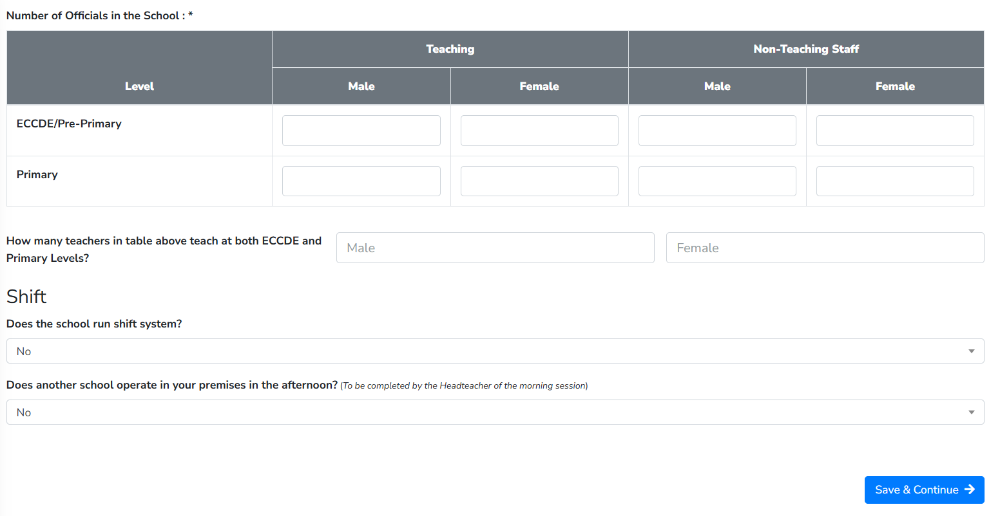 Number of Officials in the School : *
Teaching Non-Teaching Staff
Level Male Female Male Female
ECCDE/Pre-Primary
Primary
How many teachers in table above teach at both ECCDE and
Primary Levels?
Male Female
Shift
Does the school run shift system?
No
Does another school operate in your premises in the afternoon? (To be completed by the Headteacher of the morning session)
No
Save & Continue